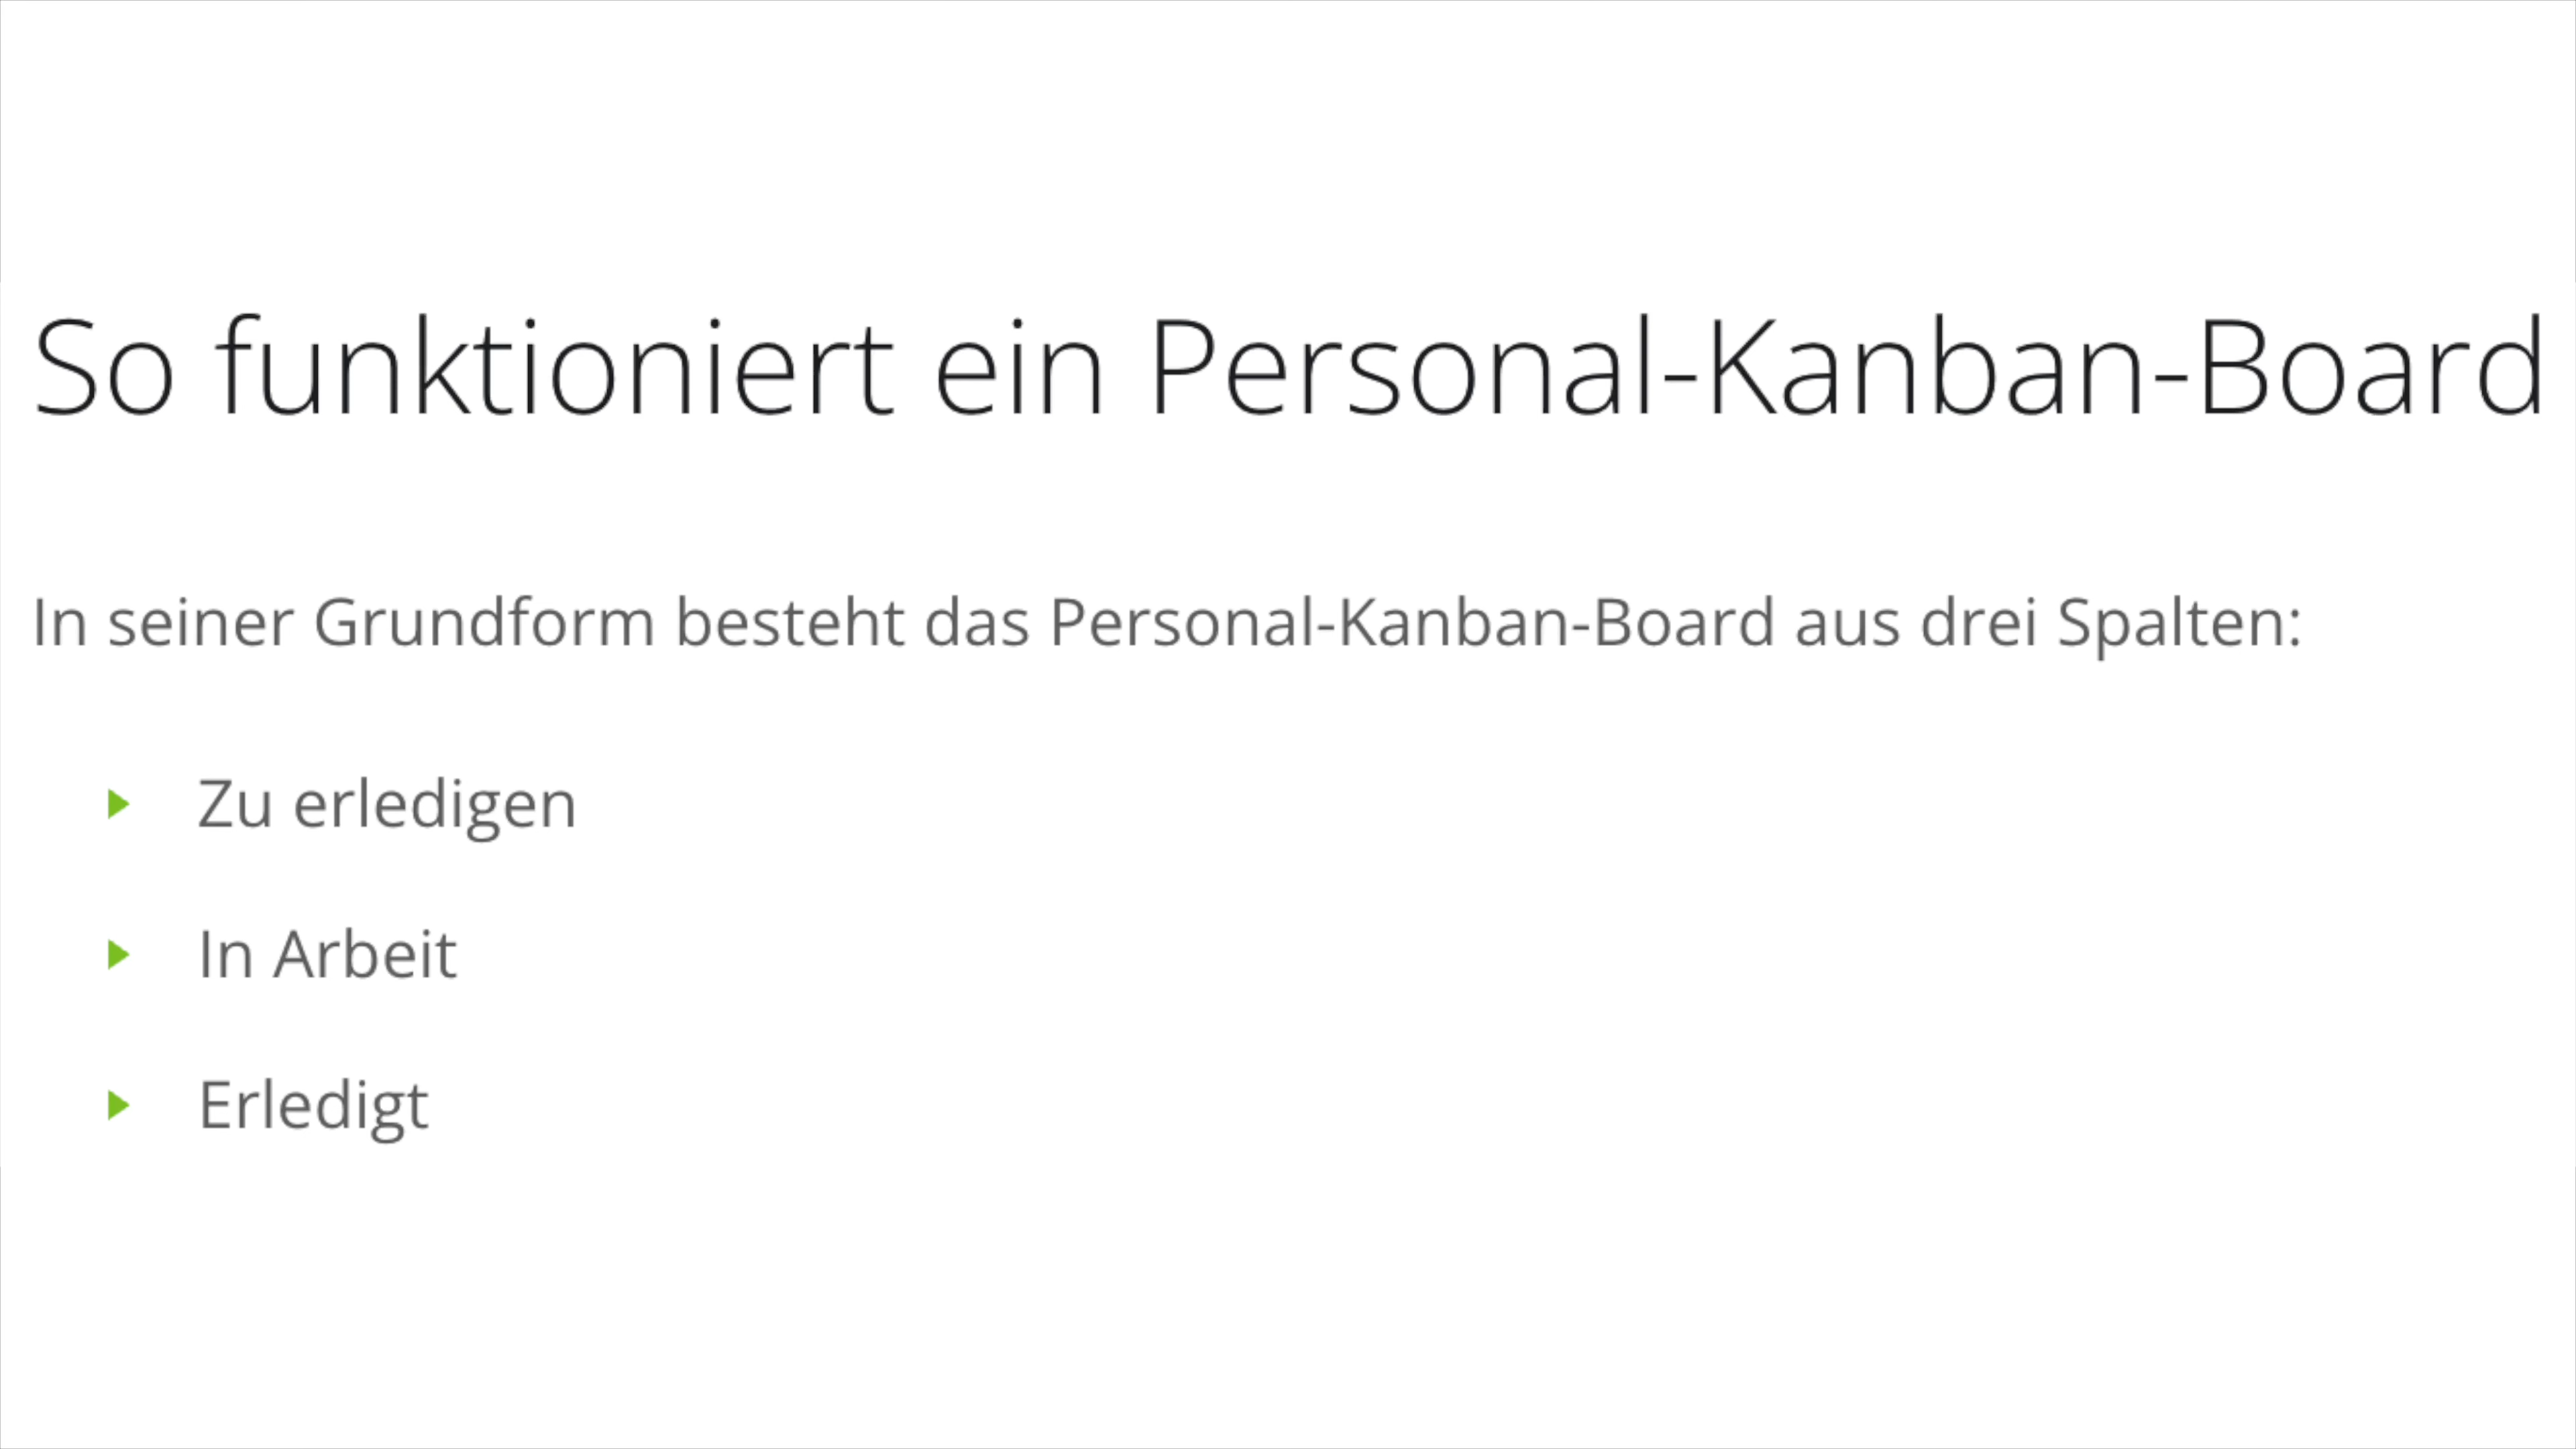 So funktioniert ein Personal-Kanban-Board
In seiner Grundform besteht das Personal-Kanban-Board aus drei Spalten:
Zu erledigen
In Arbeit
Erledigt